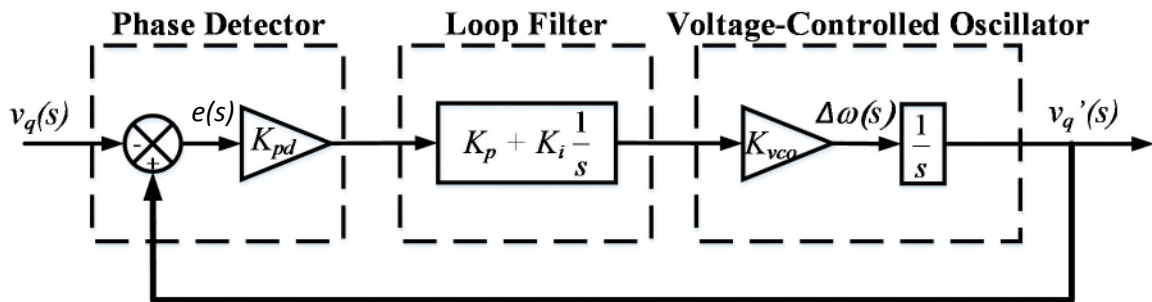 Phase Detector Loop Filter Voltage-Controlled Oscillator
v_q(s) - + e(s) K_pd K_p + K_i 1/s K_vco Δω(s) 1/s v_q'(s)